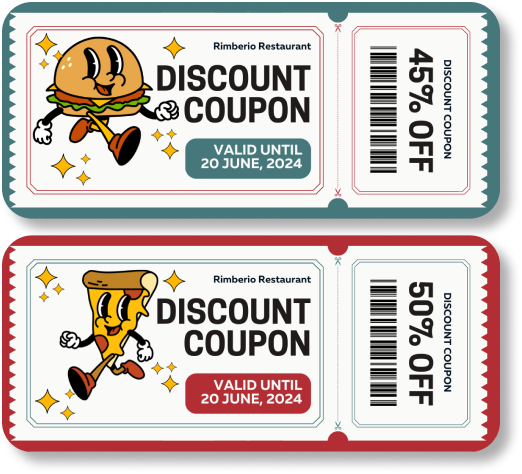 Rimberio Restaurant
DISCOUNT
COUPON
VALID UNTIL
20 JUNE, 2024
45% OFF
DISCOUNT COUPON
Rimberio Restaurant
DISCOUNT
COUPON
VALID UNTIL
20 JUNE, 2024
50% OFF
DISCOUNT COUPON